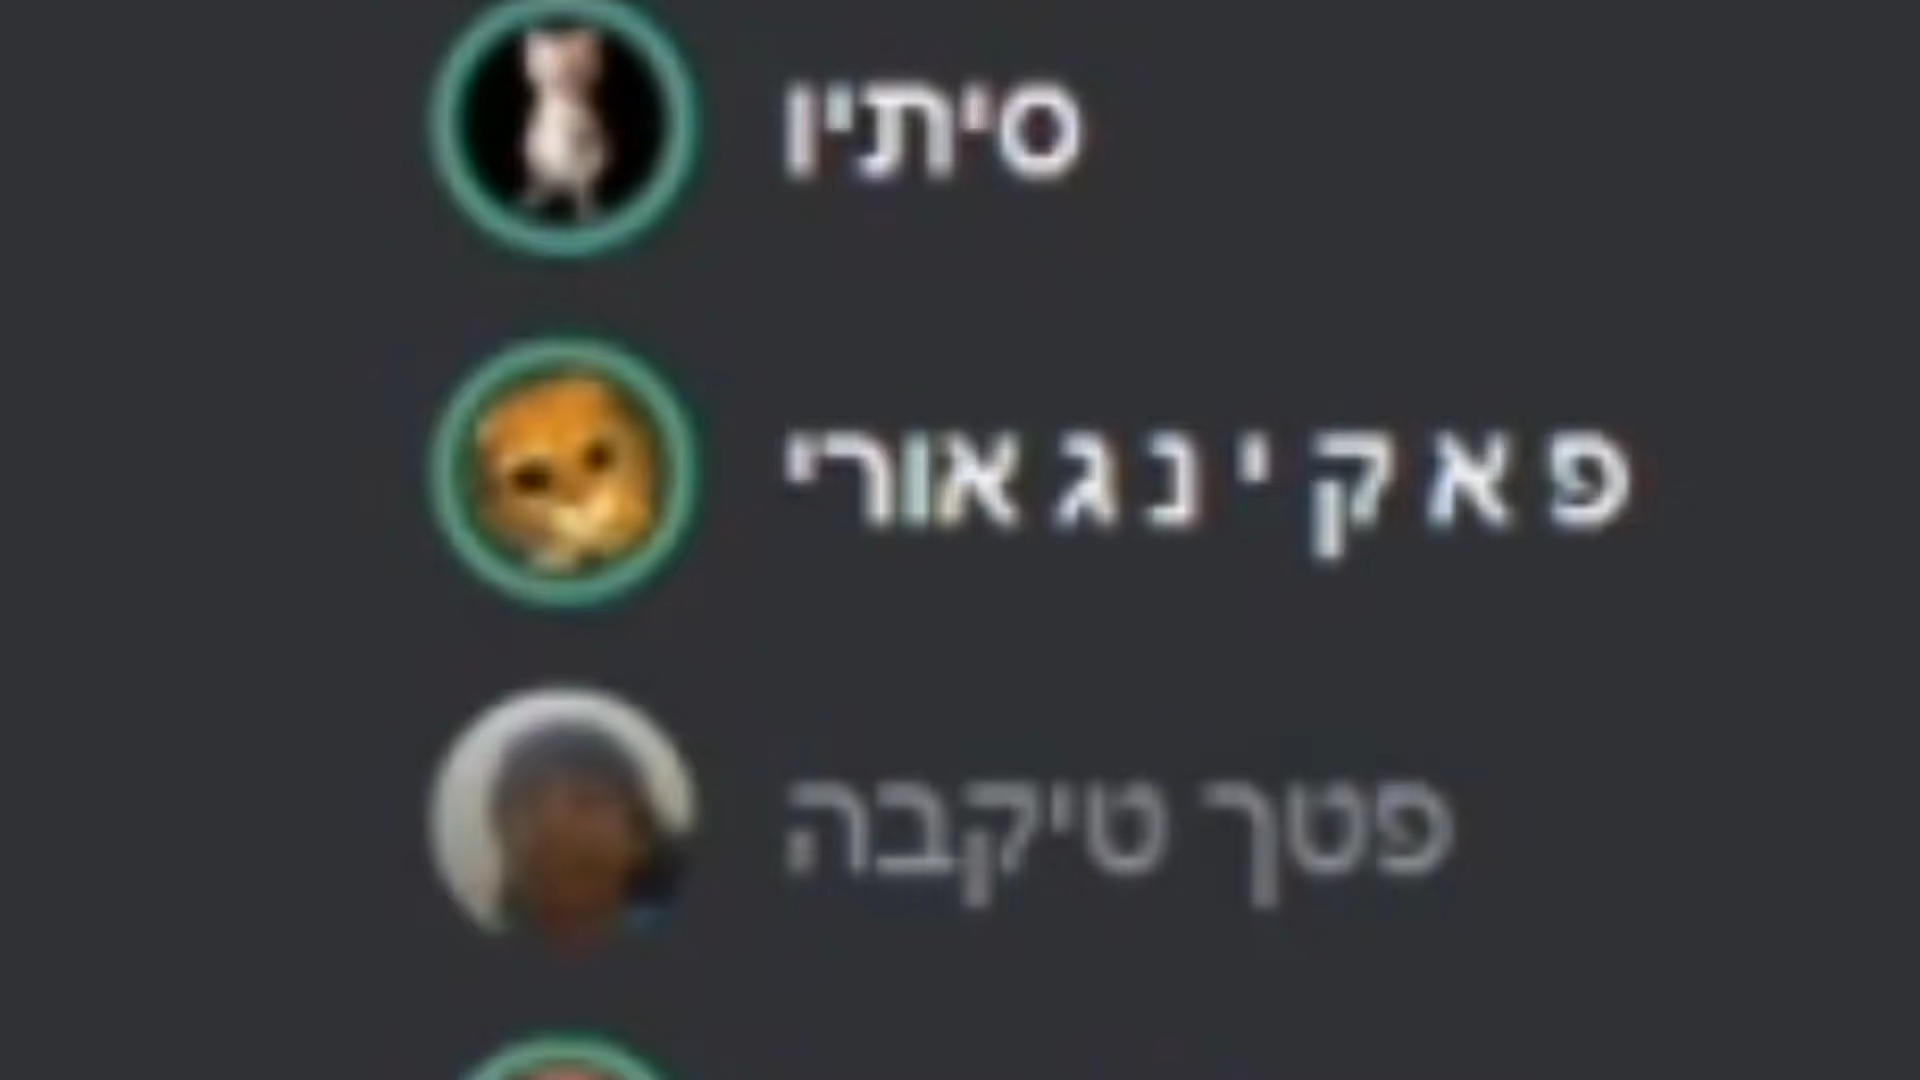 סיתיו
פ א ק י נ ג אורי
פטך טיקבה